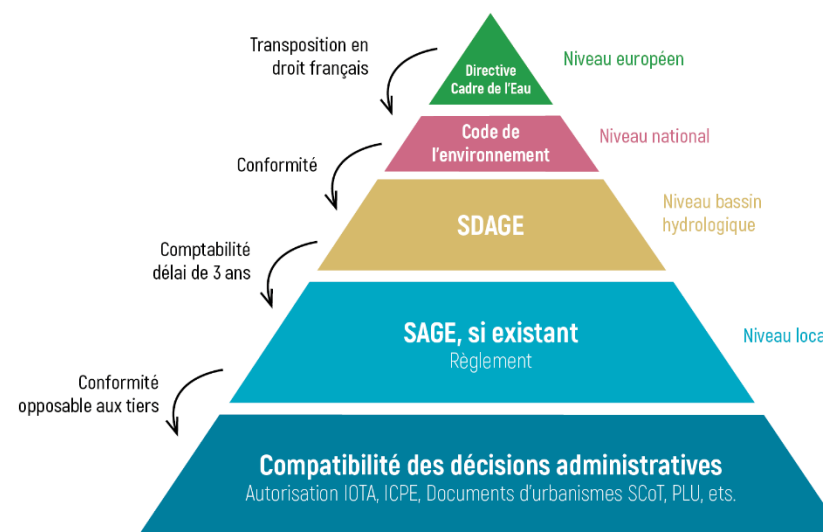 Transposition en
droit français
Directive
Cadre de l'Eau
Niveau européen
Code de
l'environnement
Niveau national
Conformité
SDAGE
Niveau bassin
hydrologique
Comptabilité
délai de 3 ans
SAGE, si existant
Règlement
Niveau loca
Conformité
opposable aux tiers
Compatibilité des décisions administratives
Autorisation IOTA, ICPE, Documents d'urbanismes SCoT, PLU, ets.